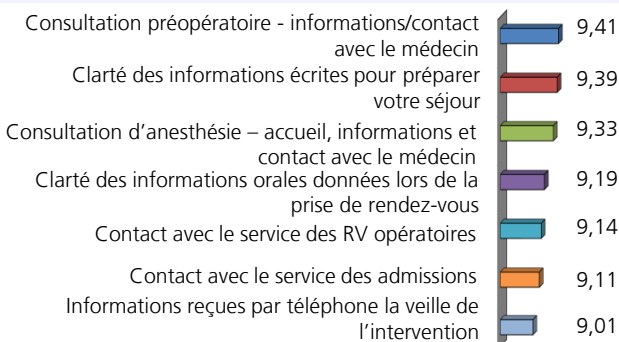 Consultation préopératoire - informations/contact
avec le médecin
9,41
Clarté des informations écrites pour préparer
votre séjour
9,39
Consultation d’anesthésie – accueil, informations et
contact avec le médecin
9,33
Clarté des informations orales données lors de la
prise de rendez-vous
9,19
Contact avec le service des RV opératoires
9,14
Contact avec le service des admissions
9,11
Informations reçues par téléphone la veille de
l’intervention
9,01